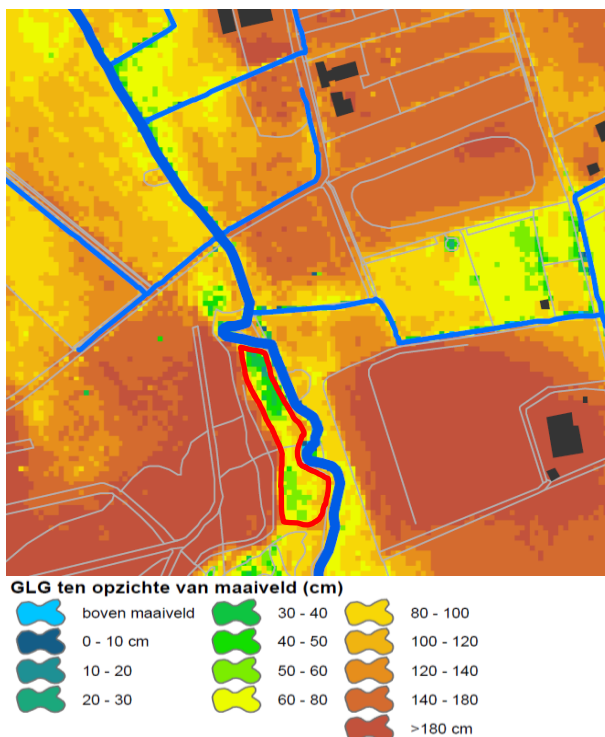 GLG ten opzichte van maaiveld (cm)
boven maaiveld
0 - 10 cm
10 - 20
20 - 30
30 - 40
40 - 50
50 - 60
60 - 80
80 - 100
100 - 120
120 - 140
140 - 180
>180 cm